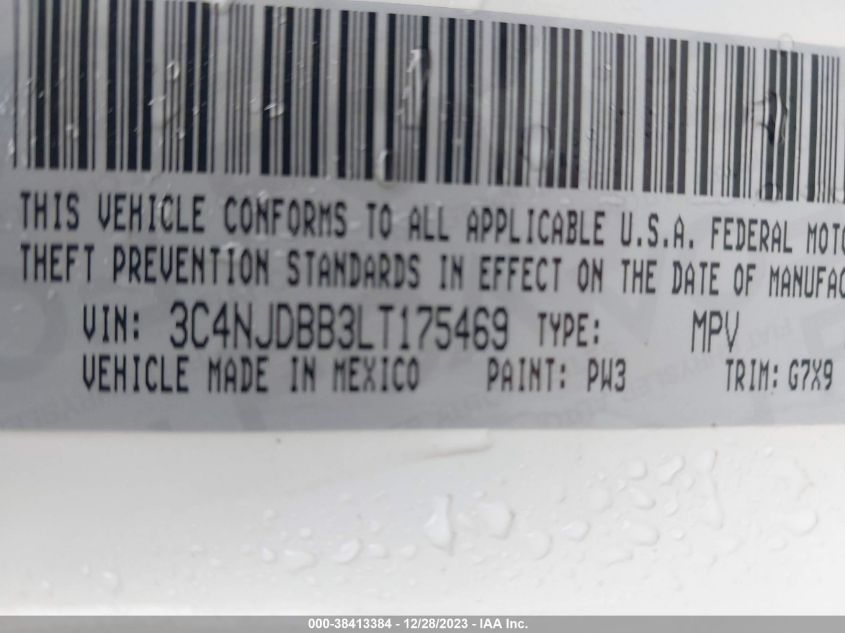 THIS VEHICLE CONFORMS TO ALL APPLICABLE U.S.A. FEDERAL MOTO
THEFT PREVENTION STANDARDS IN EFFECT ON THE DATE OF MANUFAC
VIN: 3C4NJDBB3LT175469 TYPE: MPV
VEHICLE MADE IN MEXICO PAINT: PW3 TRIM: G7X9
000-38413384 - 12/28/2023 - IAA Inc.